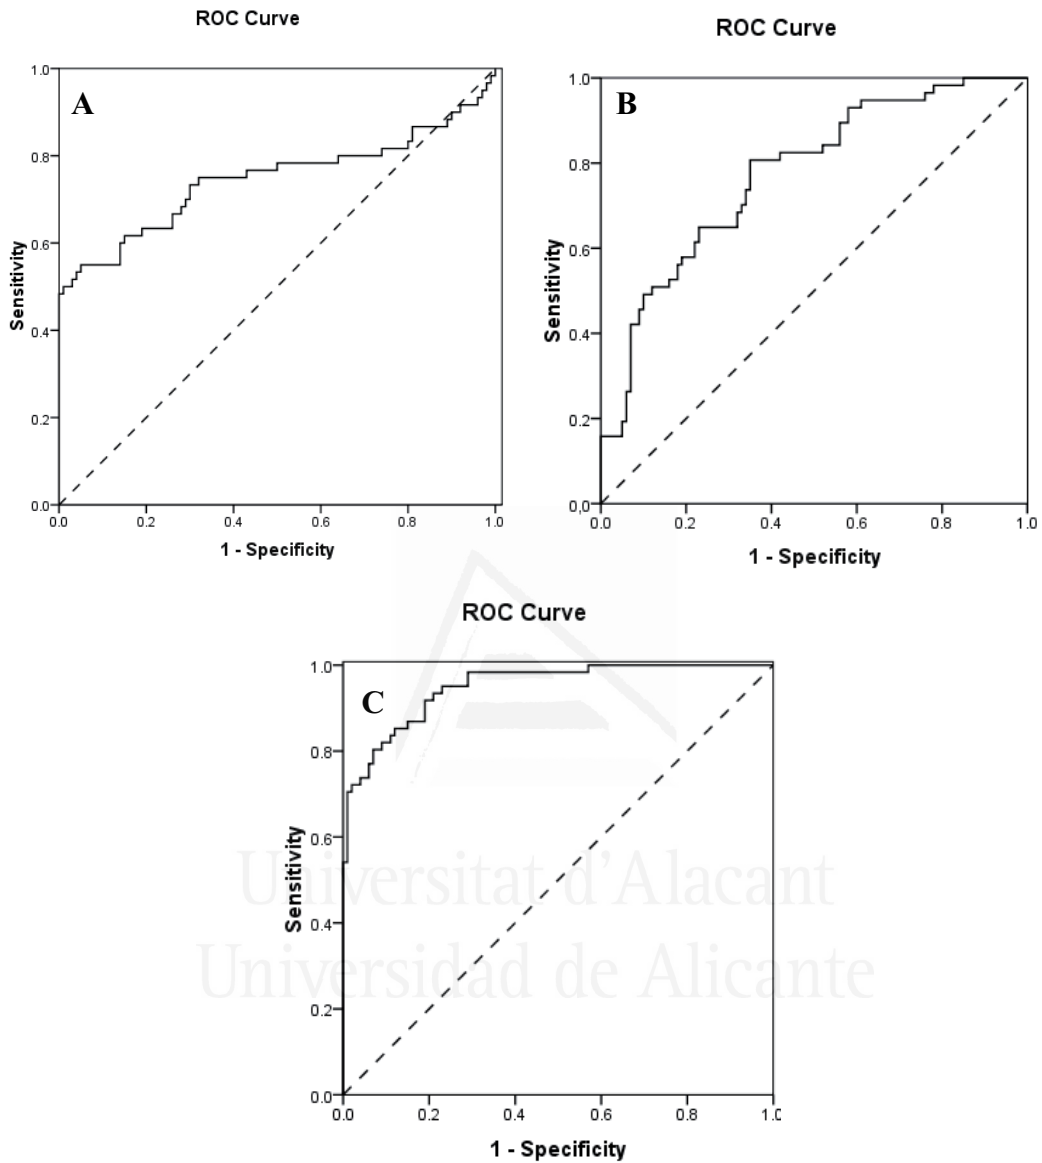 ROC Curve
A
1.0
0.8
0.6
0.4
0.2
0.0
Sensitivity
0.0 0.2 0.4 0.6 0.8 1.0
1 - Specificity
ROC Curve
B
1.0
0.8
0.6
0.4
0.2
0,0
Sensitivity
0.0 0.2 0.4 0.6 0.8 1.0
1 - Specificity
ROC Curve
C
1.0
0.8
0.6
0.4
0.2
0.0
Sensitivity
0.0 0.2 0.4 0.6 0.8 1.0
1 - Specificity
Universitat d'Alacant
Universidad de Alicante